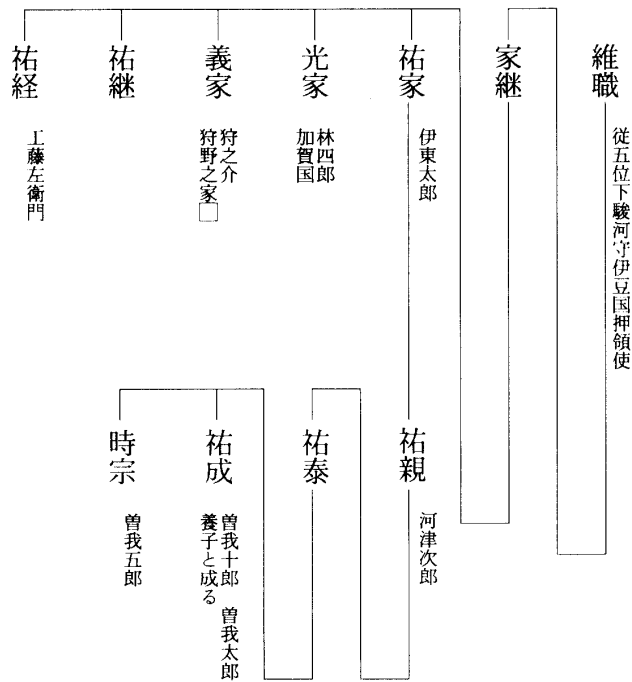 維職
従五位下駿河守伊豆国押領使
家継
祐家
伊東太郎
光家
林四郎
加賀国
義家
狩之介
狩野之家□
祐継
祐経
工藤左衛門
祐親
河津次郎
祐泰
祐成
曽我十郎 曽我太郎
養子と成る
時宗
曽我五郎